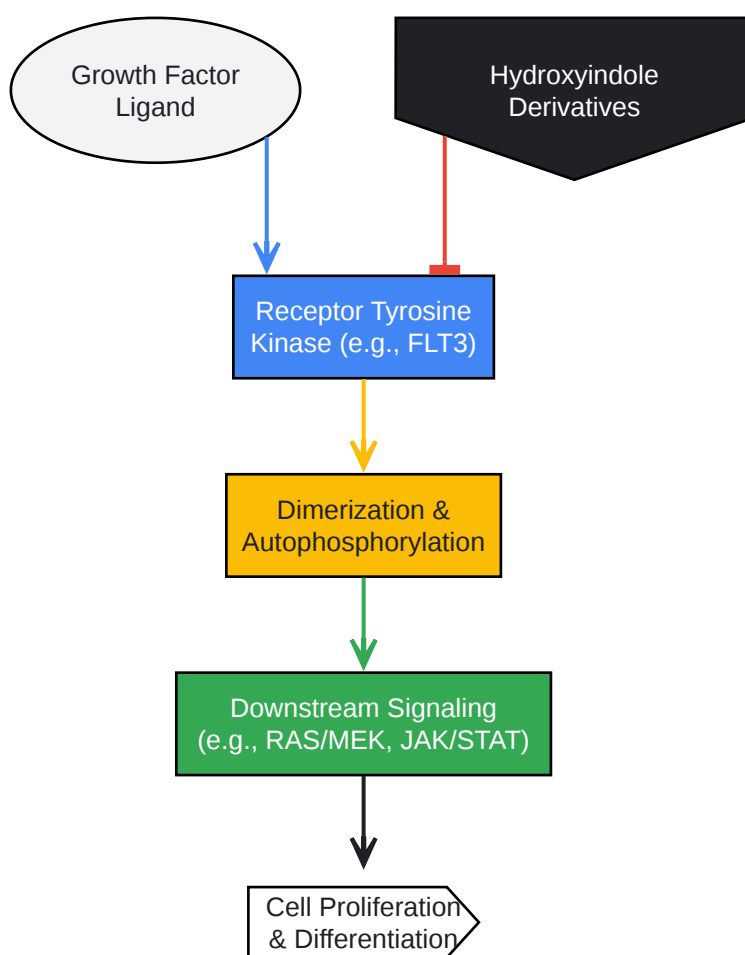 Growth Factor
Ligand
Hydroxyindole
Derivatives
Receptor Tyrosine
Kinase (e.g., FLT3)
Dimerization &
Autophosphorylation
Downstream Signaling
(e.g., RAS/MEK, JAK/STAT)
Cell Proliferation
& Differentiation